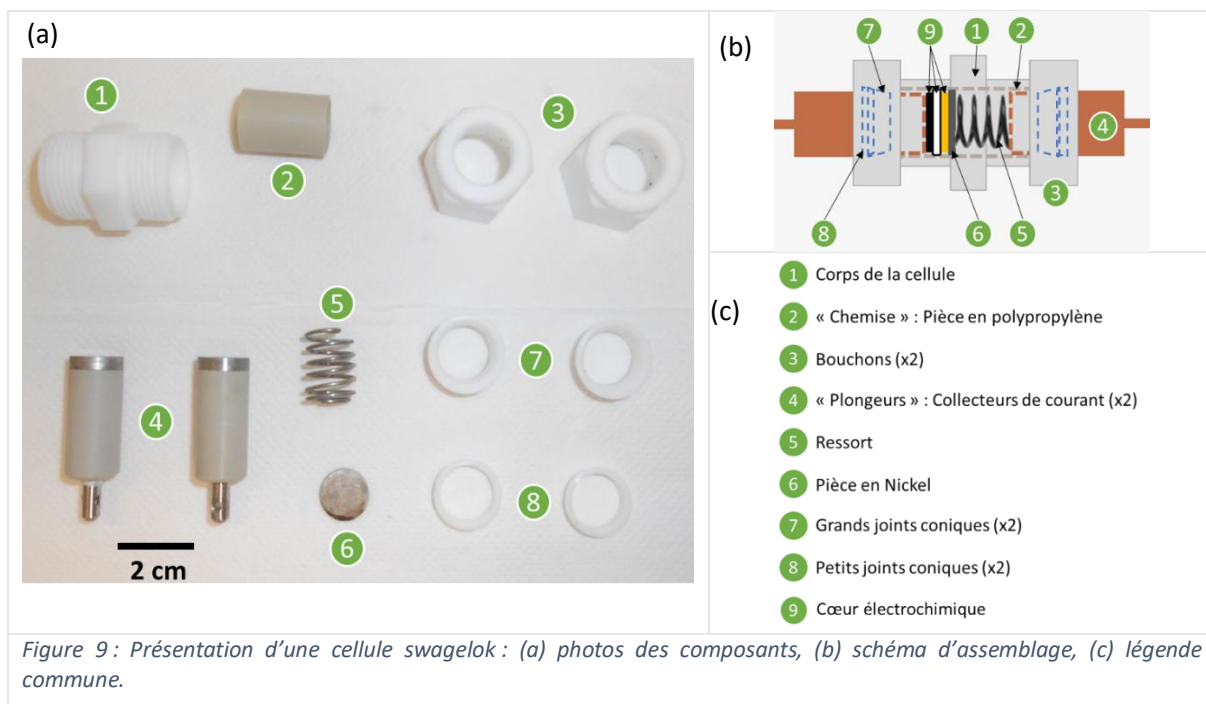 (a)
1
2
3
4
5
6
7
8
2 cm
(b)
7
9
1
2
4
3
8
6
5
(c)
1 Corps de la cellule
2 « Chemise » : Pièce en polypropylène
3 Bouchons (x2)
4 « Plongeurs » : Collecteurs de courant (x2)
5 Ressort
6 Pièce en Nickel
7 Grands joints coniques (x2)
8 Petits joints coniques (x2)
9 Cœur électrochimique
Figure 9 : Présentation d’une cellule swagelok : (a) photos des composants, (b) schéma d’assemblage, (c) légende
commune.